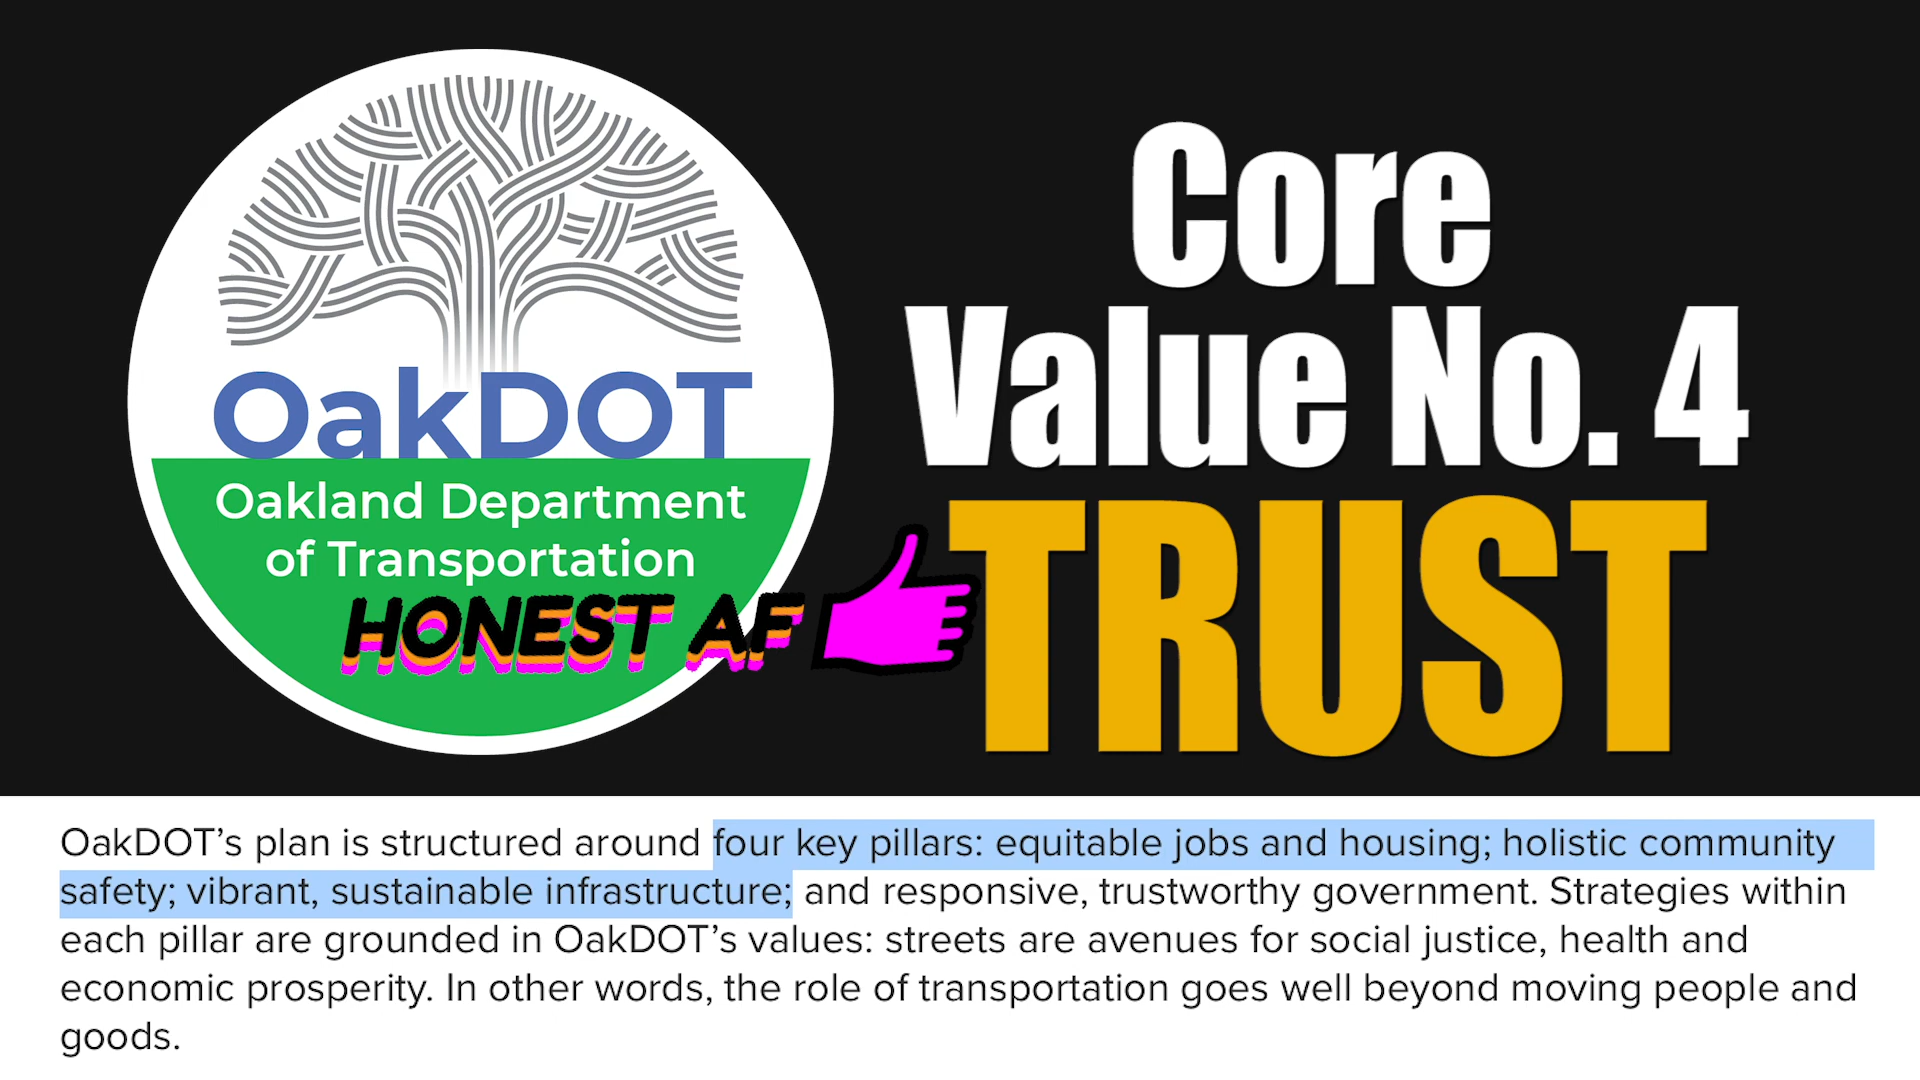 Core
Value No. 4
TRUST
OakDOT
Oakland Department
of Transportation
HONEST AF
OakDOT’s plan is structured around four key pillars: equitable jobs and housing; holistic community
safety; vibrant, sustainable infrastructure; and responsive, trustworthy government. Strategies within
each pillar are grounded in OakDOT’s values: streets are avenues for social justice, health and
economic prosperity. In other words, the role of transportation goes well beyond moving people and
goods.